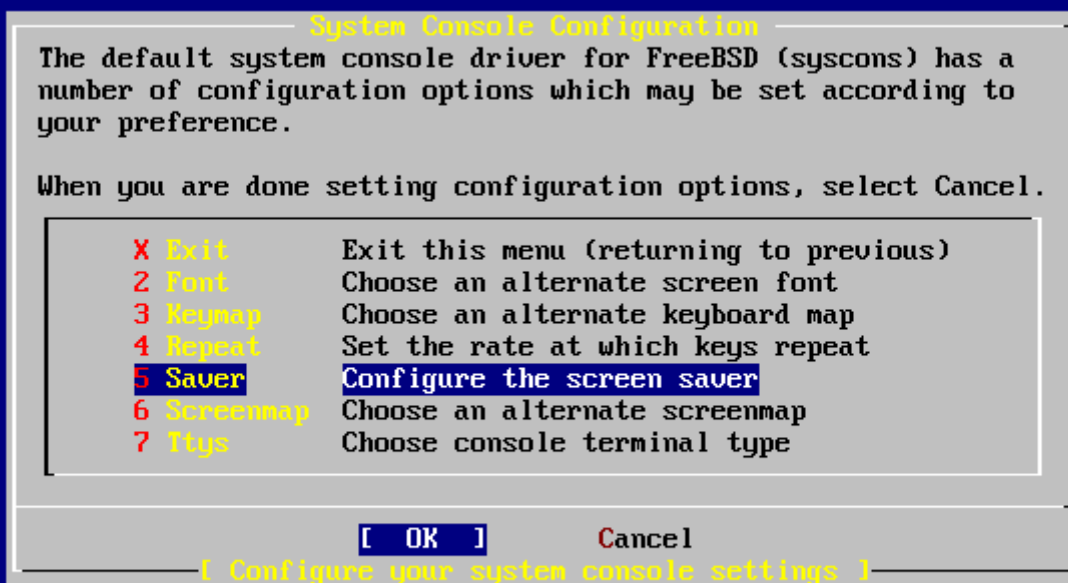 System Console Configuration
The default system console driver for FreeBSD (syscons) has a
number of configuration options which may be set according to
your preference.
When you are done setting configuration options, select Cancel.
X Exit Exit this menu (returning to previous)
2 Font Choose an alternate screen font
3 Keymap Choose an alternate keyboard map
4 Repeat Set the rate at which keys repeat
5 Saver Configure the screen saver
6 Screenmap Choose an alternate screenmap
7 Ttys Choose console terminal type
[ OK ] Cancel
[ Configure your system console settings ]